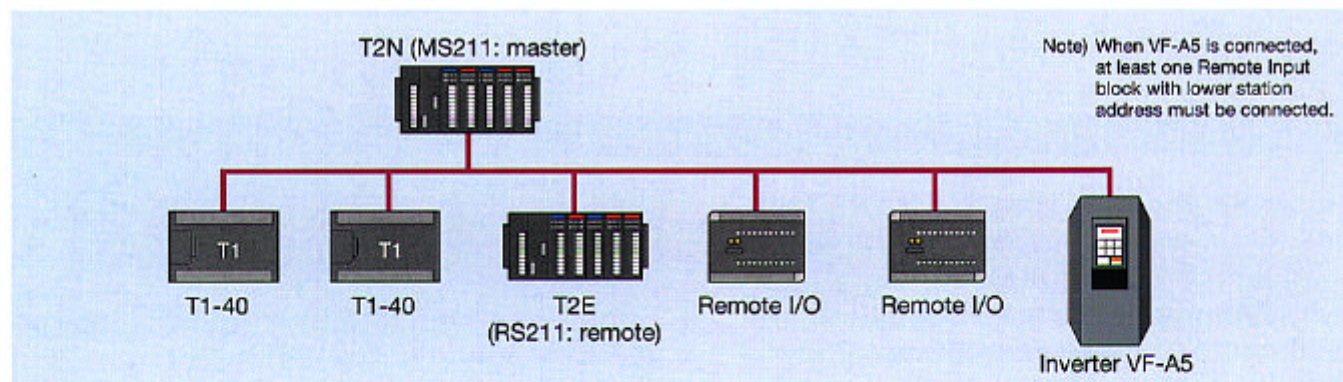 T2N (MS211: master)
Note) When VF-A5 is connected,
at least one Remote Input
block with lower station
address must be connected.
T1
T1
T1-40
T1-40
T2E
(RS211: remote)
Remote I/O
Remote I/O
Inverter VF-A5